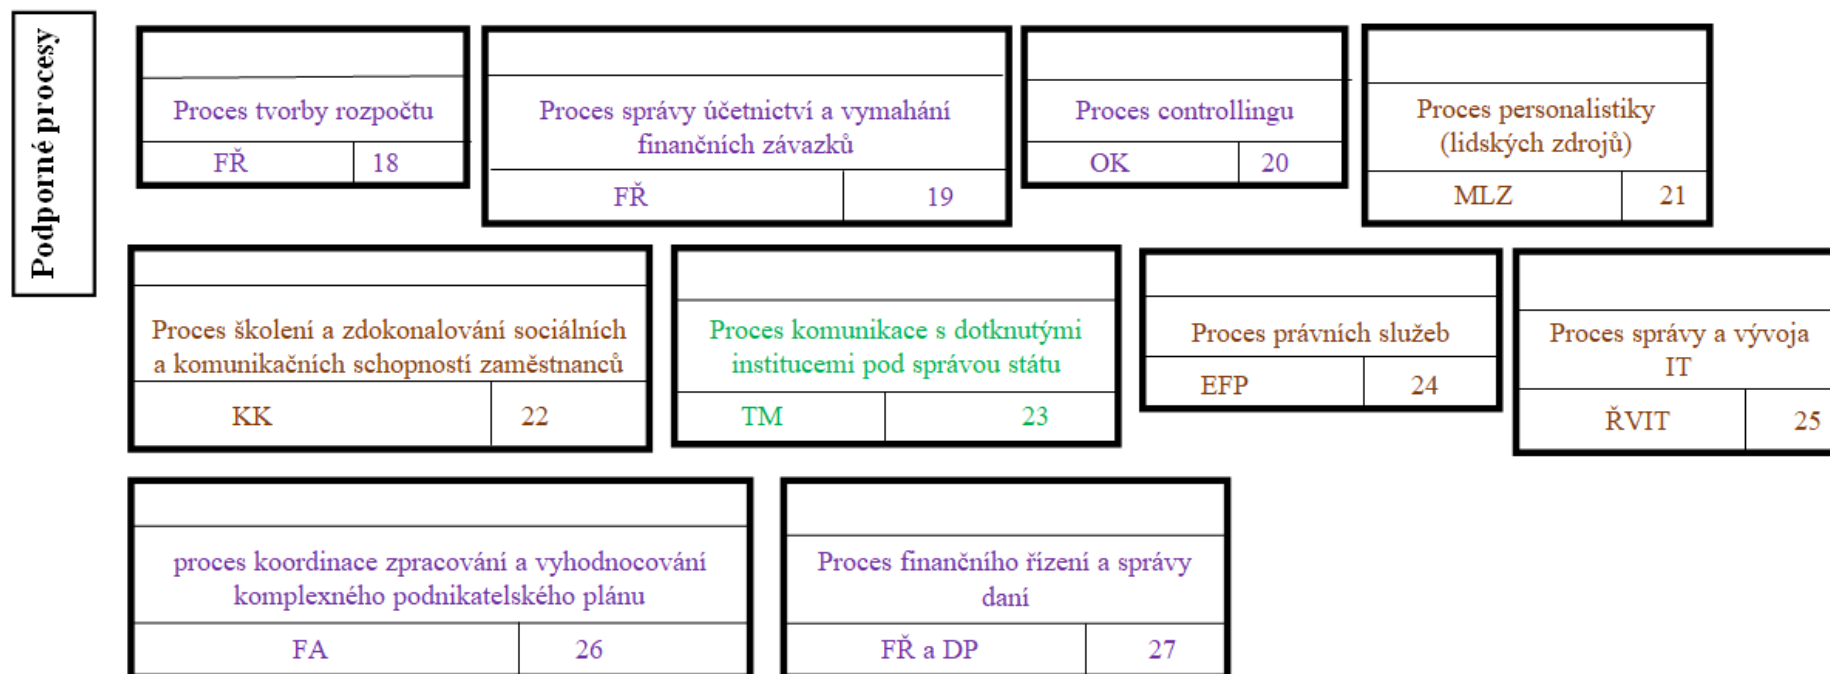 Podporné procesy
Proces tvorby rozpočtu
FŘ 18
Proces správy účetnictví a vymahání
finančních závazků
FŘ 19
Proces controllingu
OK 20
Proces personalistiky
(lidských zdrojů)
MLZ 21
Proces školení a zdokonalování sociálních
a komunikačních schopností zaměstnanců
KK 22
Proces komunikace s dotknutými
institucemi pod správou státu
TM 23
Proces právních služeb
EFP 24
Proces správy a vývoja
IT
ŘVIT 25
proces koordinace zpracování a vyhodnocování
komplexného podnikatelského plánu
FA 26
Proces finančního řízení a správy
daní
FŘ a DP 27